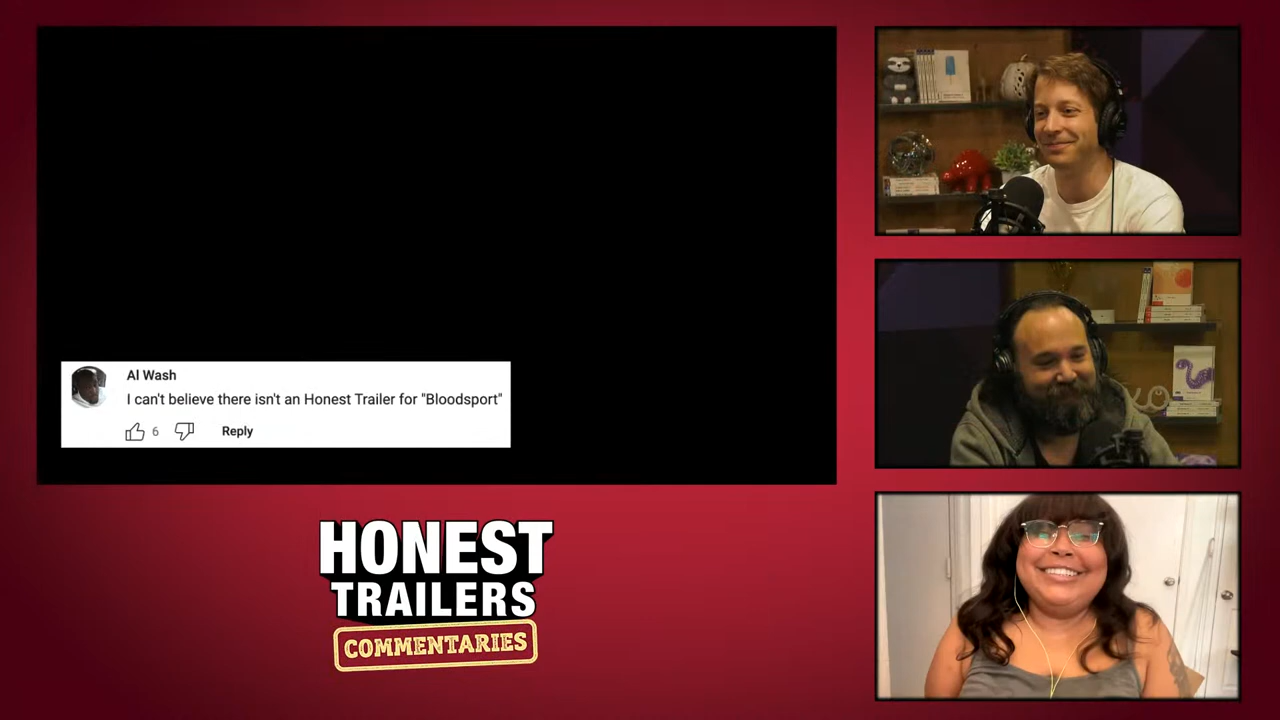 Al Wash
I can't believe there isn't an Honest Trailer for "Bloodsport"
6
Reply
HONEST
TRAILERS
COMMENTARIES